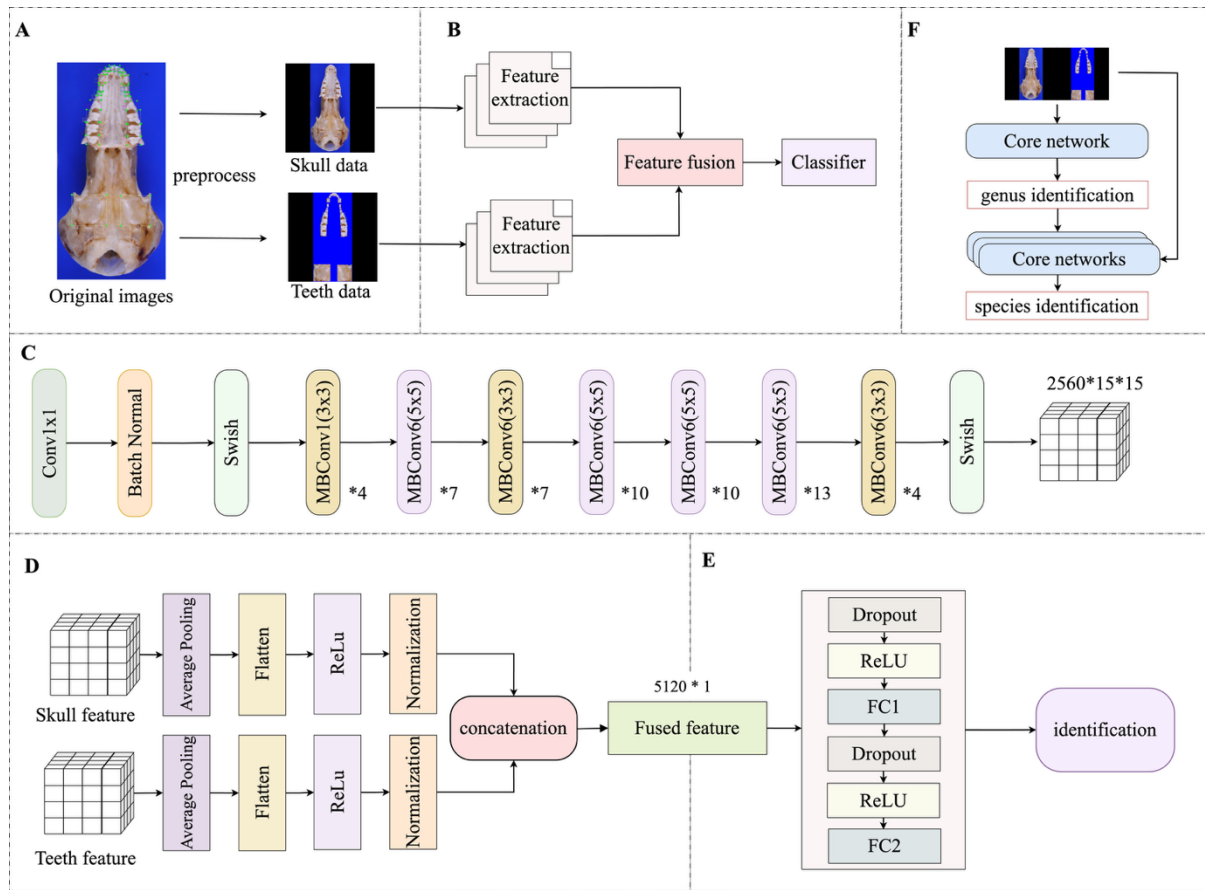 A
Original images
preprocess
Skull data
Teeth data
B
Feature
extraction
Feature
extraction
Feature fusion
Classifier
F
Core network
genus identification
Core networks
species identification
C
Conv1x1
Batch Normal
Swish
MBConv1(3x3)
*4
MBConv6(5x5)
*7
MBConv6(3x3)
*7
MBConv6(5x5)
*10
MBConv6(5x5)
*10
MBConv6(5x5)
*13
MBConv6(3x3)
*4
Swish
2560*15*15
D
Skull feature
Average Pooling
Flatten
ReLu
Normalization
Teeth feature
Average Pooling
Flatten
ReLu
Normalization
concatenation
5120 * 1
Fused feature
E
Dropout
ReLU
FC1
Dropout
ReLU
FC2
identification